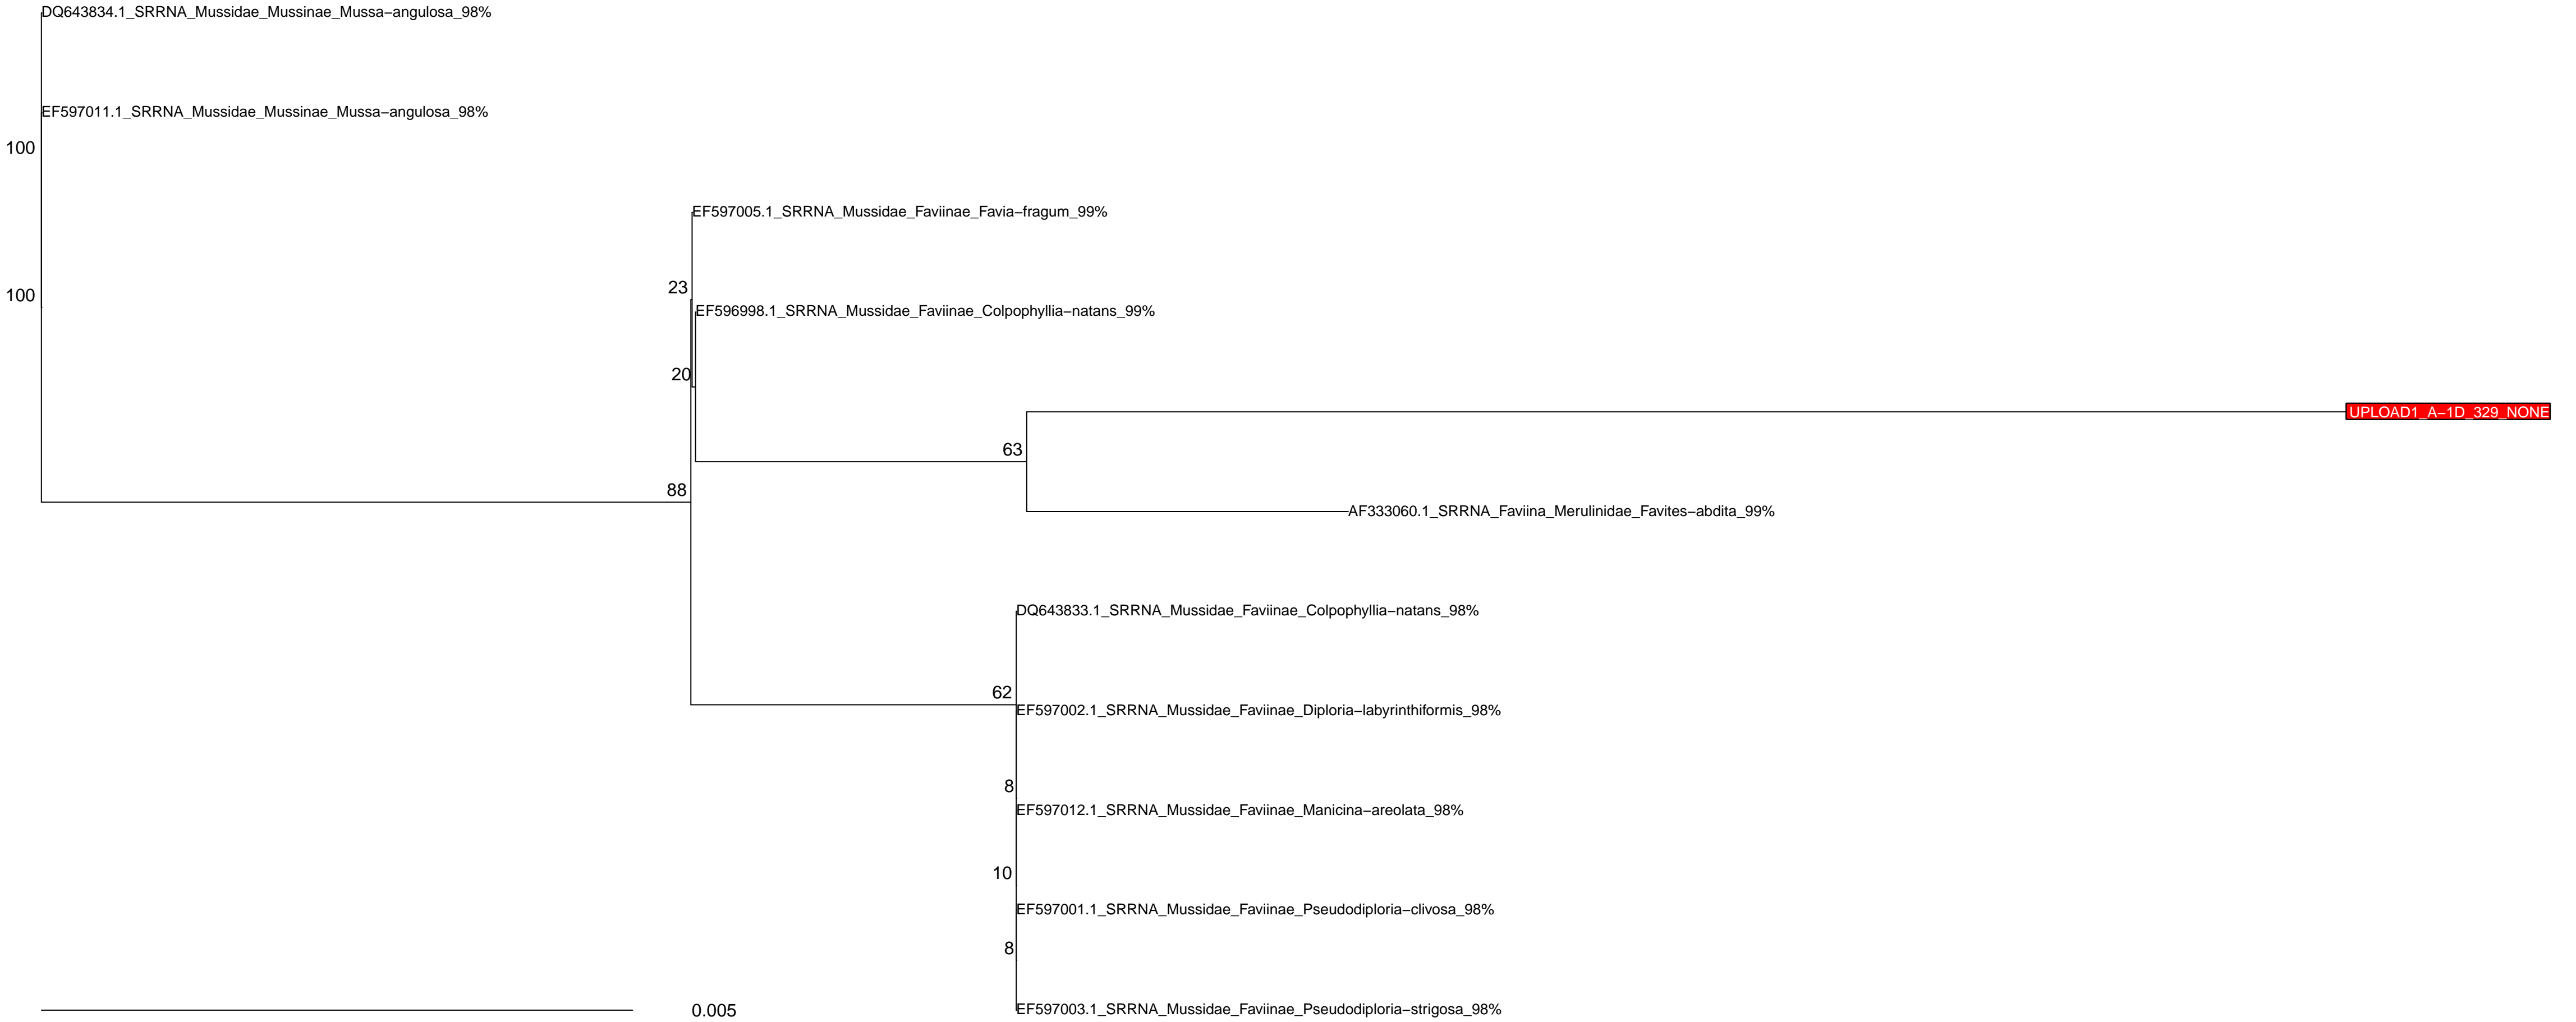 DQ643834.1_SRRNA_Mussidae_Mussinae_Mussa−angulosa_98%
EF597011.1_SRRNA_Mussidae_Mussinae_Mussa−angulosa_98%
100
EF597005.1_SRRNA_Mussidae_Faviinae_Favia−fragum_99%
23
100
EF596998.1_SRRNA_Mussidae_Faviinae_Colpophyllia−natans_99%
20
UPLOAD1_A−1D_329_NONE
63
88
AF333060.1_SRRNA_Faviina_Merulinidae_Favites−abdita_99%
DQ643833.1_SRRNA_Mussidae_Faviinae_Colpophyllia−natans_98%
62
EF597002.1_SRRNA_Mussidae_Faviinae_Diploria−labyrinthiformis_98%
8
EF597012.1_SRRNA_Mussidae_Faviinae_Manicina−areolata_98%
10
EF597001.1_SRRNA_Mussidae_Faviinae_Pseudodiploria−clivosa_98%
8
0.005
EF597003.1_SRRNA_Mussidae_Faviinae_Pseudodiploria−strigosa_98%